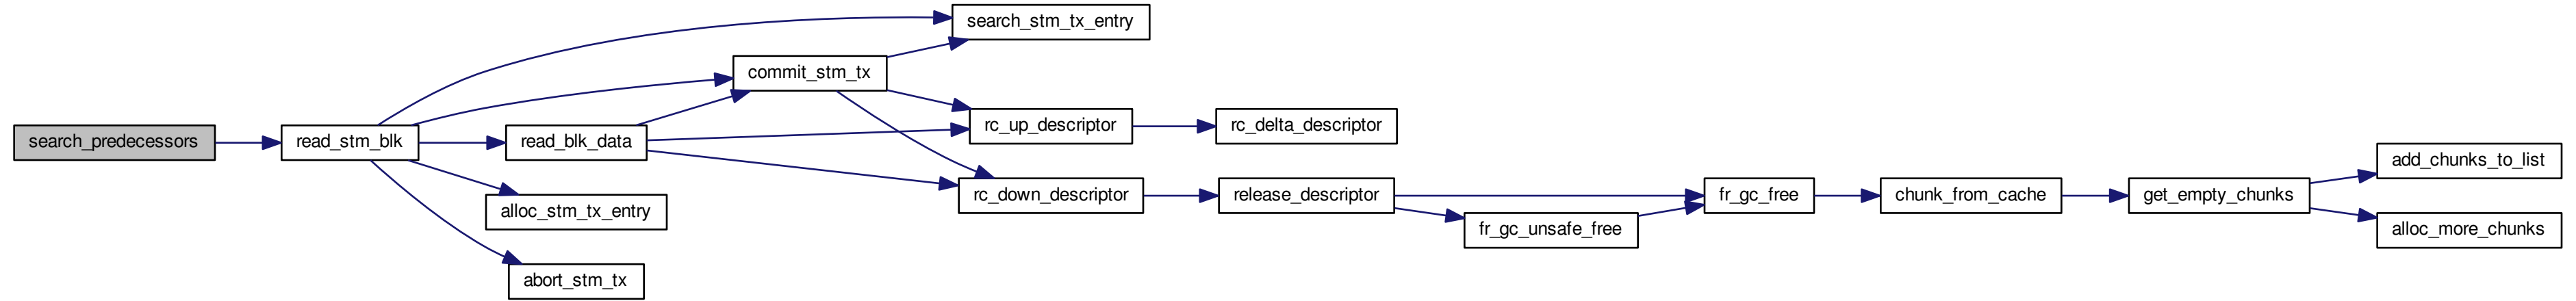 search_stm_tx_entry
commit_stm_tx
rc_up_descriptor
rc_delta_descriptor
search_predecessors
read_stm_blk
read_blk_data
add_chunks_to_list
rc_down_descriptor
release_descriptor
fr_gc_free
chunk_from_cache
get_empty_chunks
alloc_stm_tx_entry
fr_gc_unsafe_free
alloc_more_chunks
abort_stm_tx